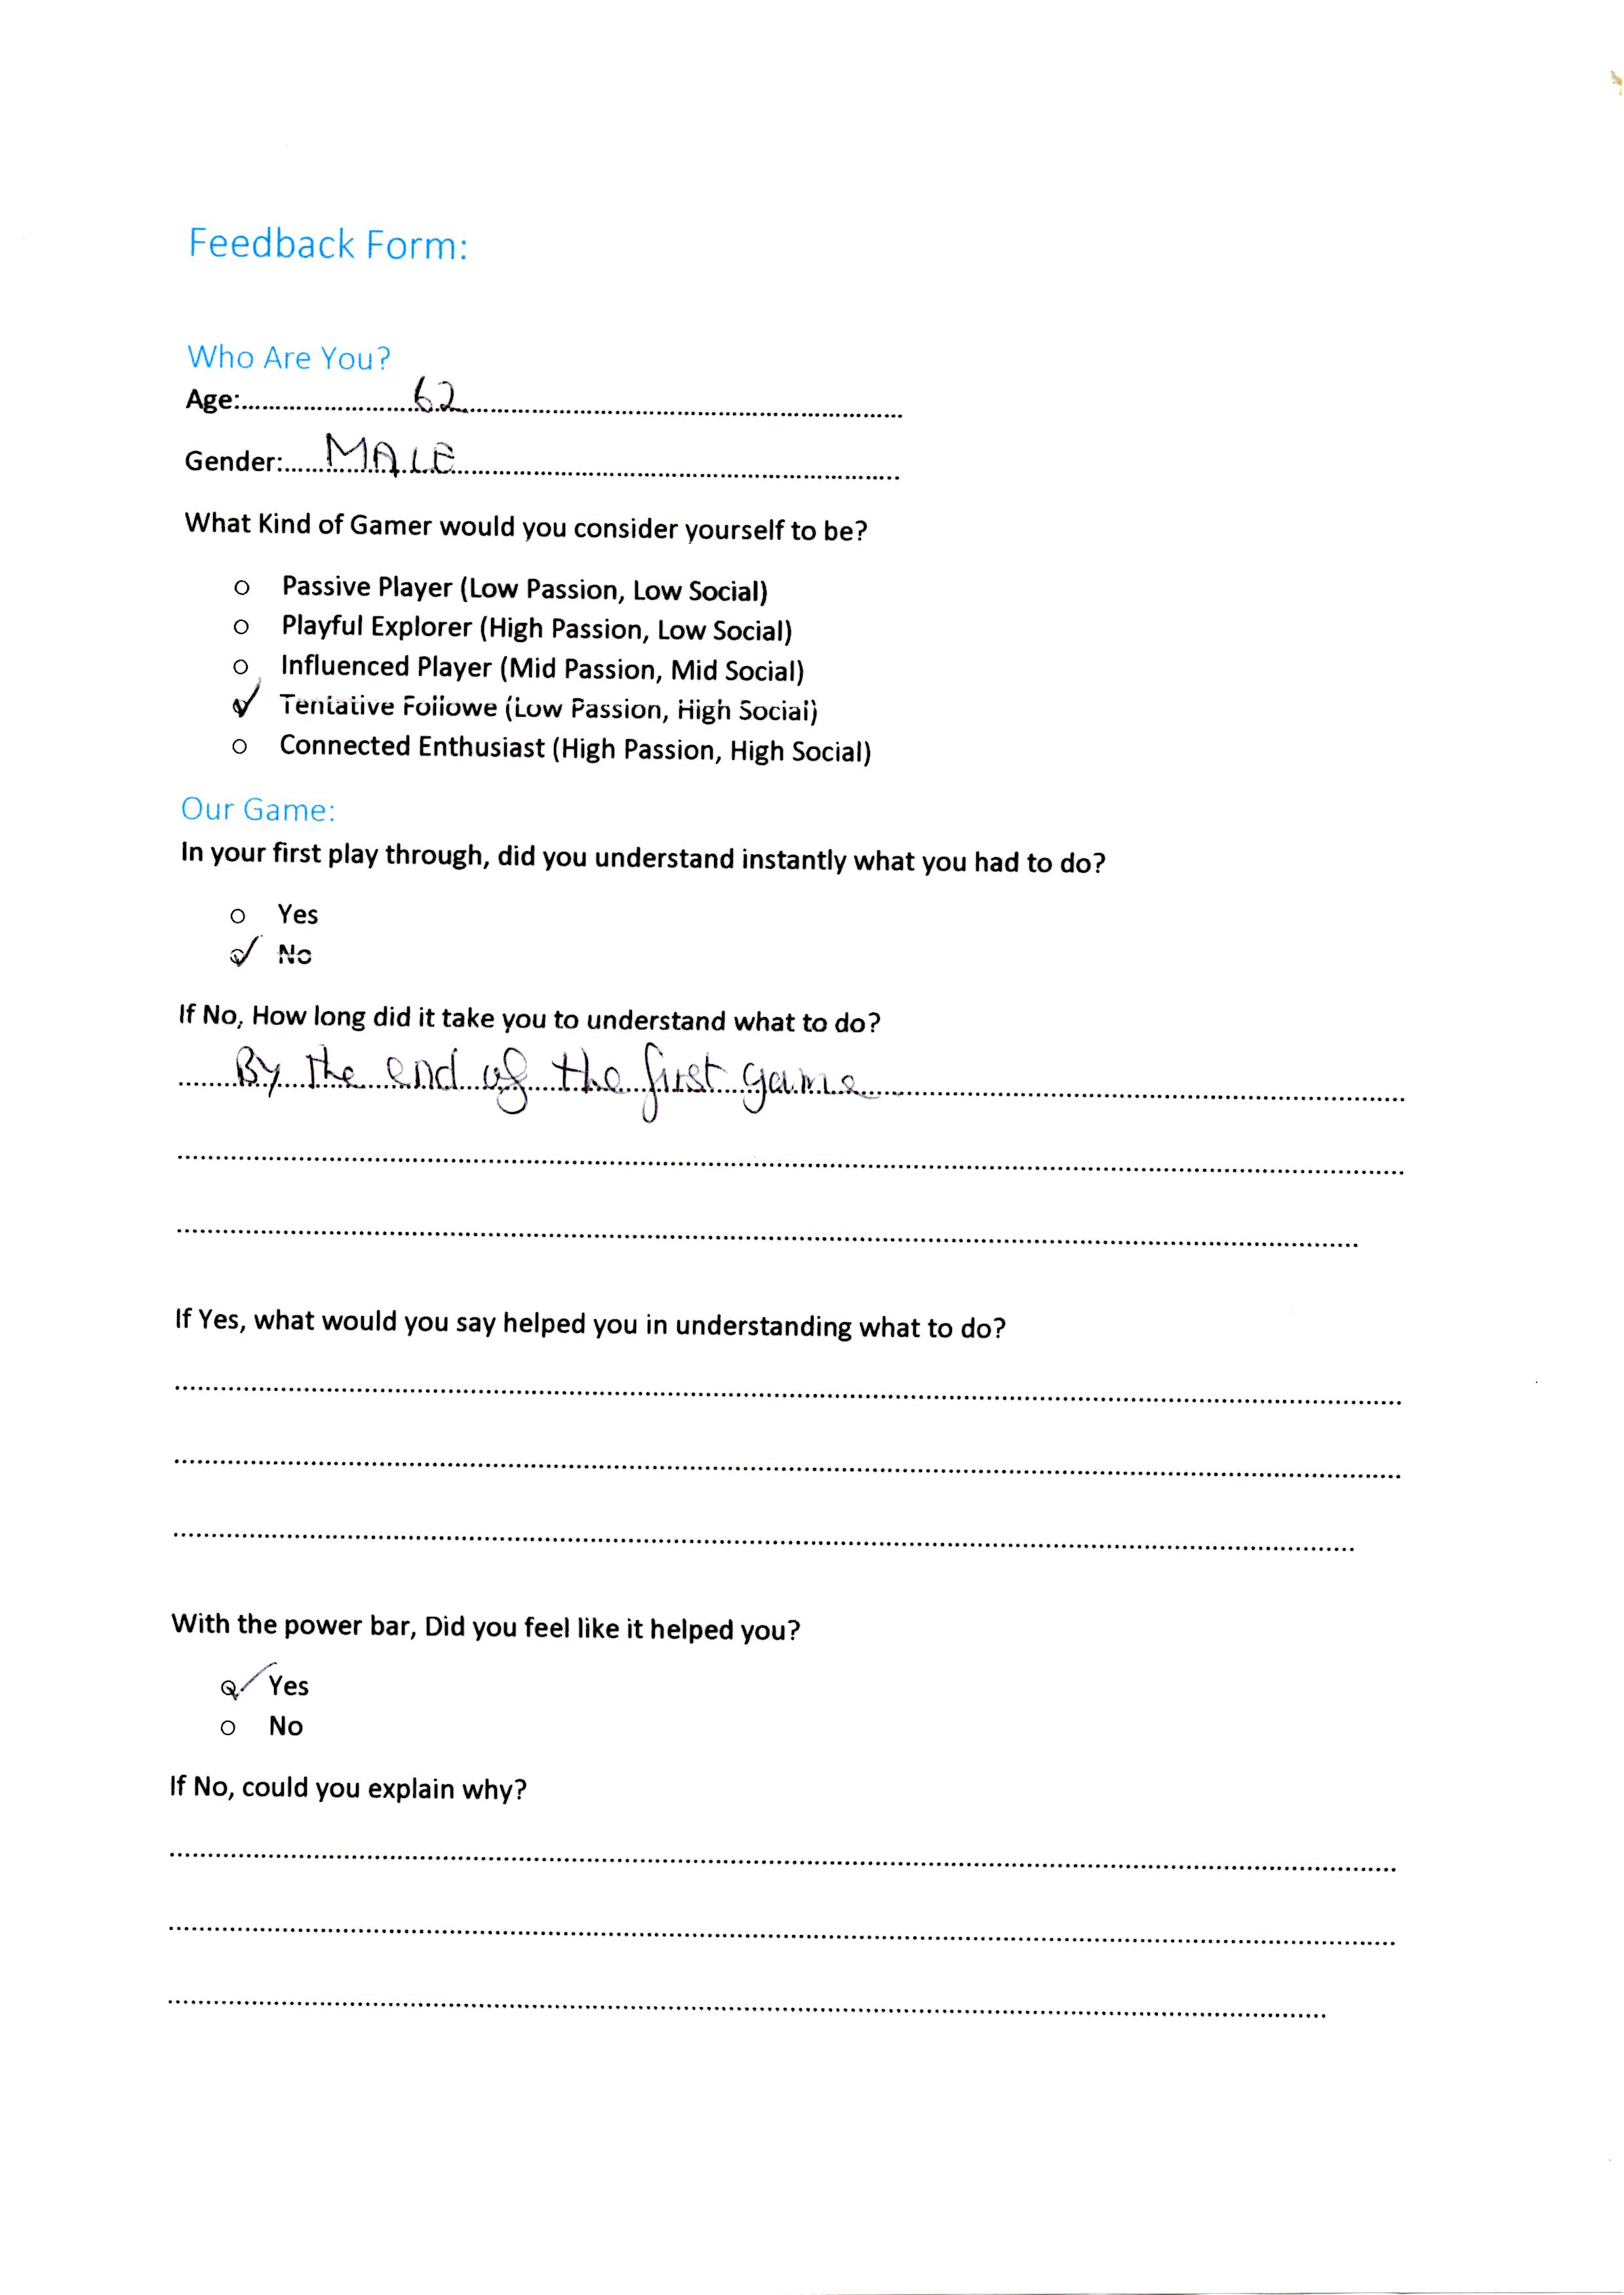 Feedback Form:
Who Are You?
Age:........................62............................................................
Gender:......MALE............................................................
What Kind of Gamer would you consider yourself to be?
o Passive Player (Low Passion, Low Social)
o Playful Explorer (High Passion, Low Social)
o Influenced Player (Mid Passion, Mid Social)
✓ Tentative Followe (Low Passion, High Social)
o Connected Enthusiast (High Passion, High Social)
Our Game:
In your first play through, did you understand instantly what you had to do?
o Yes
✓ No
If No, How long did it take you to understand what to do?
By the end of the first game
If Yes, what would you say helped you in understanding what to do?
With the power bar, Did you feel like it helped you?
✓ Yes
o No
If No, could you explain why?